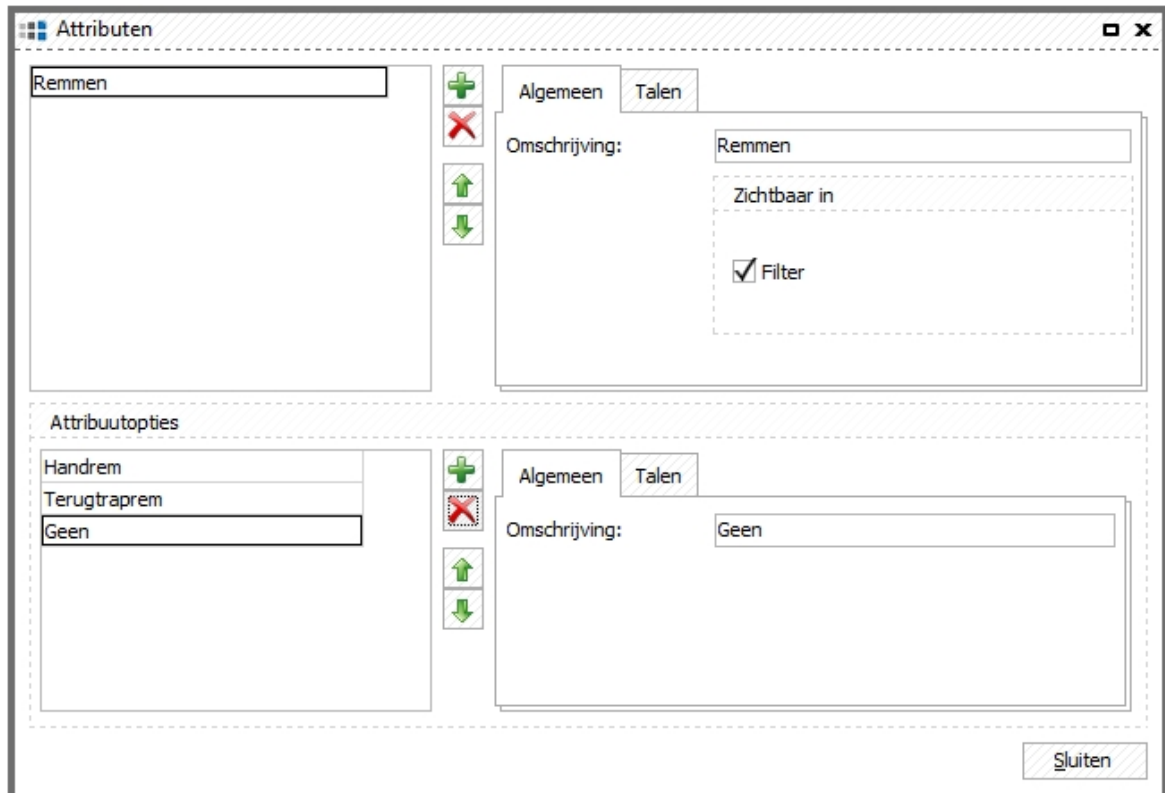 Attributen
Remmen
Algemeen Talen
Omschrijving: Remmen
Zichtbaar in
Filter
Attribuutopties
Handrem
Terugtraprem
Geen
Algemeen Talen
Omschrijving: Geen
Sluiten